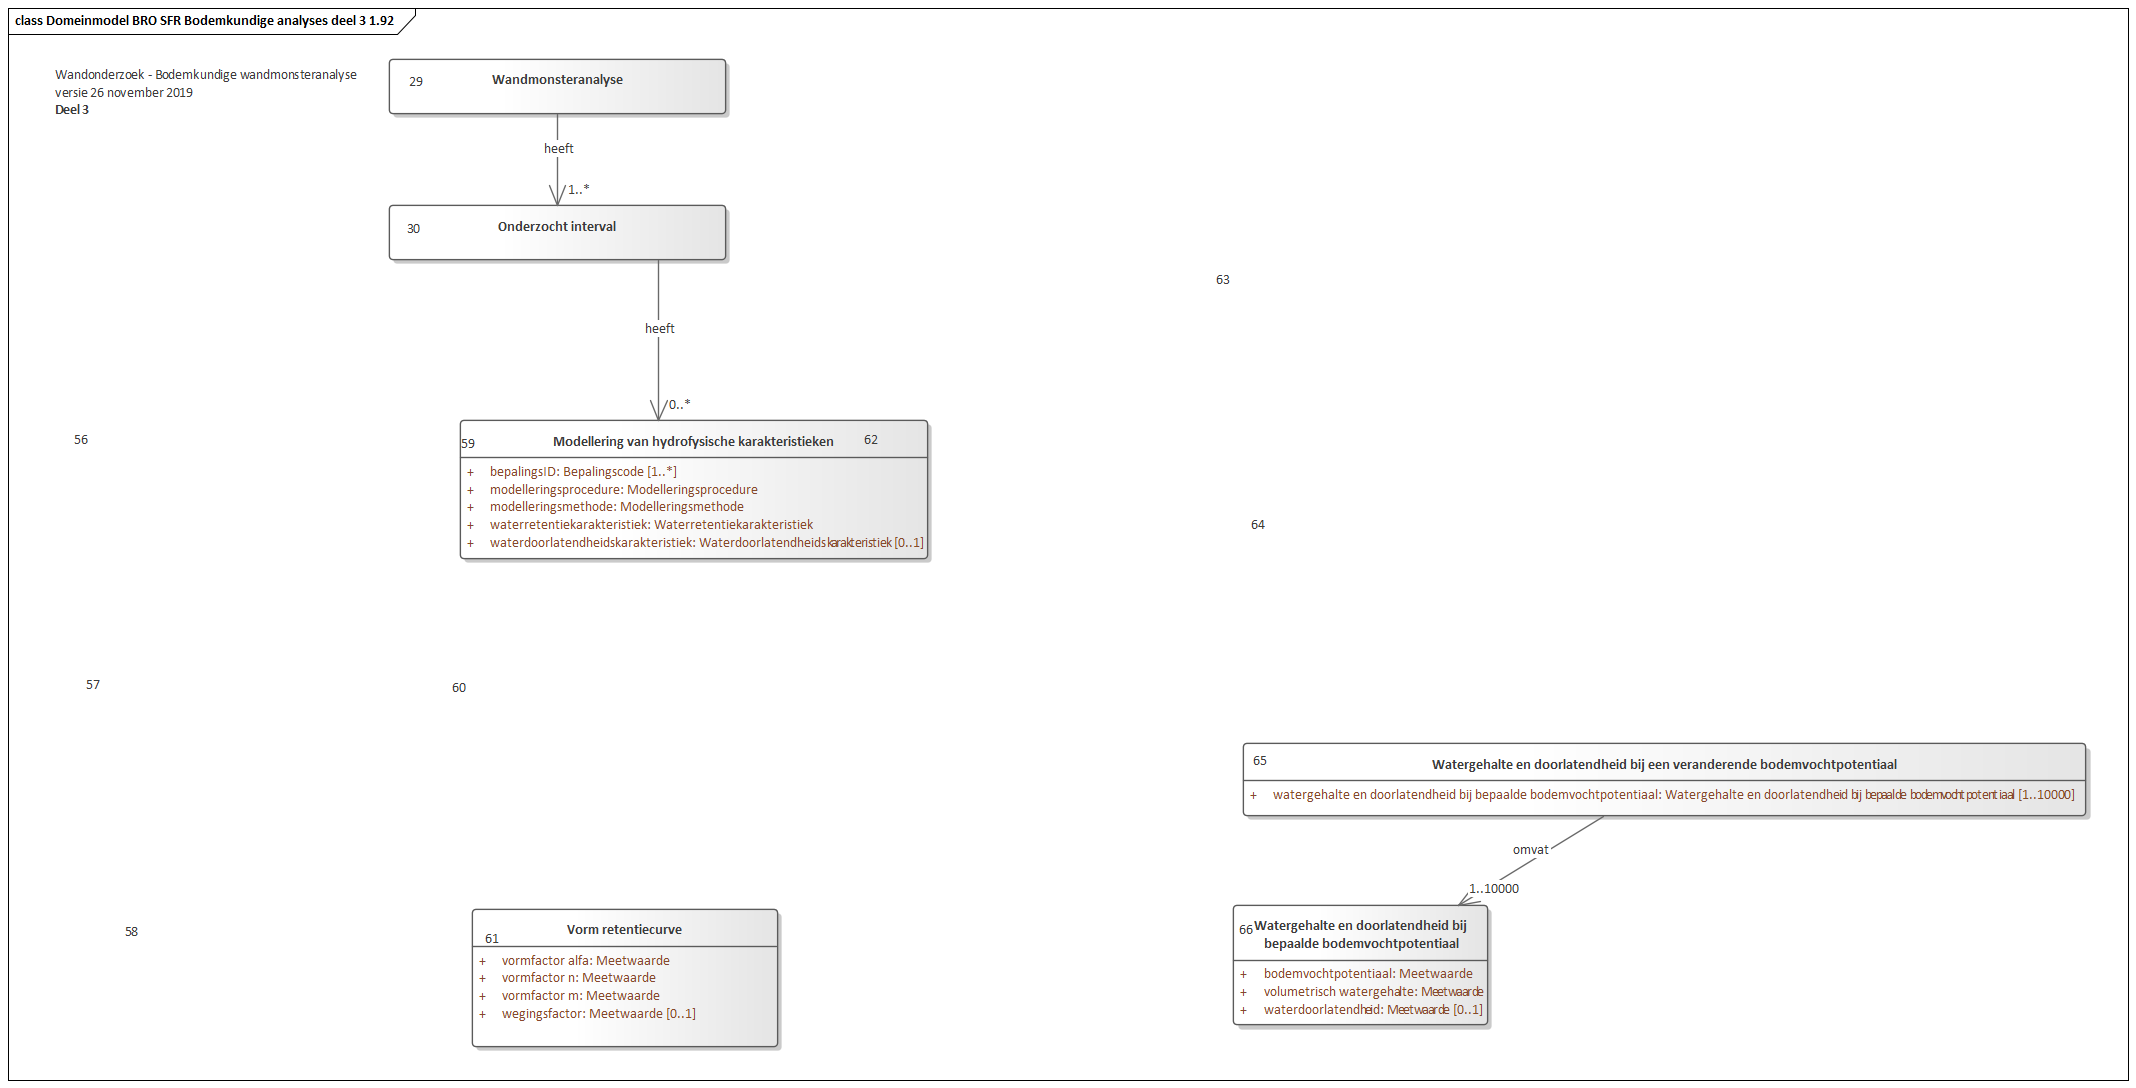 class Domeinmodel BRO SFR Bodemkundige analyses deel 3 1.92
Wandonderzoek - Bodemkundige wandmonsteranalyse
versie 26 november 2019
Deel 3
29
Wandmonsteranalyse
heeft
1..*
30
Onderzocht interval
63
heeft
0..*
56
59
Modellering van hydrofysische karakteristieken
62
+ bepalingsID: Bepalingscode [1..*]
+ modelleringsprocedure: Modelleringsprocedure
+ modelleringsmethode: Modelleringsmethode
+ waterretentiekarakteristiek: Waterretentiekarakteristiek
+ waterdoorlatendheidskarakteristiek: Waterdoorlatendheidskarakteristiek [0..1]
64
57
60
65
Watergehalte en doorlatendheid bij een veranderende bodemvochtpotentiaal
+ watergehalte en doorlatendheid bij bepaalde bodemvochtpotentiaal: Watergehalte en doorlatendheid bij bepaalde bodemvochtpotentiaal [1..10000]
omvat
1..10000
58
61
Vorm retentiecurve
+ vormfactor alfa: Meetwaarde
+ vormfactor n: Meetwaarde
+ vormfactor m: Meetwaarde
+ wegingsfactor: Meetwaarde [0..1]
66
Watergehalte en doorlatendheid bij
bepaalde bodemvochtpotentiaal
+ bodemvochtpotentiaal: Meetwaarde
+ volumetrisch watergehalte: Meetwaarde
+ waterdoorlatendheid: Meetwaarde [0..1]